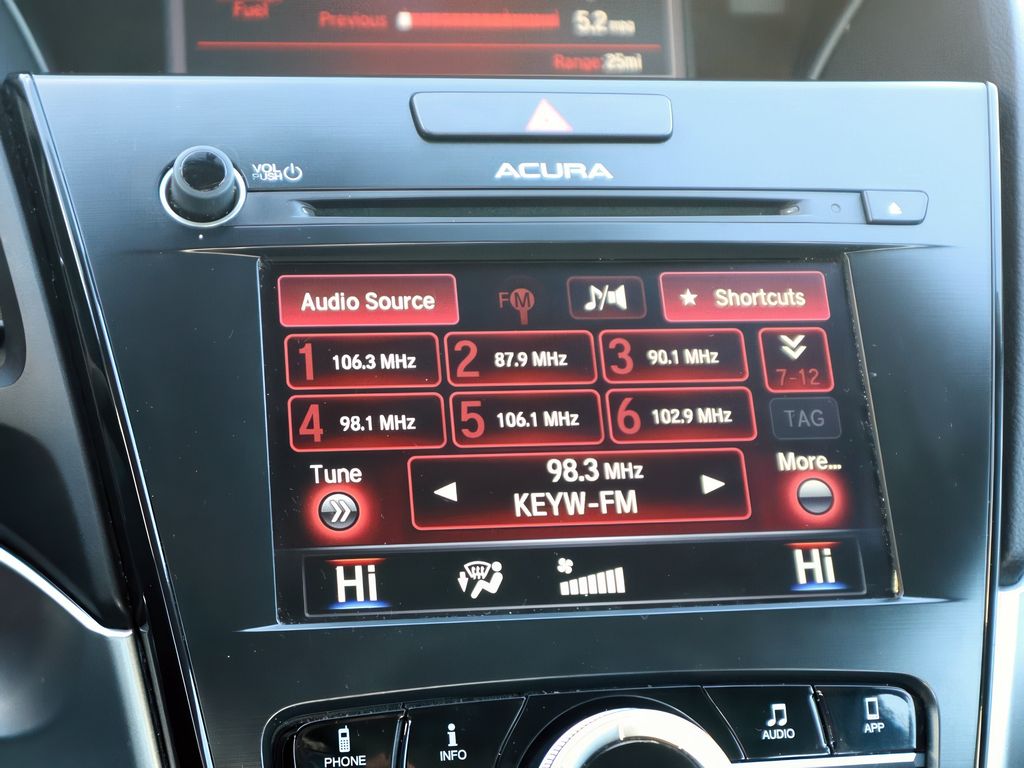 Fuel
Previous 5.2
Range: 25mi
VOL
PUSH
ACURA
Audio Source
FM
Shortcuts
1 106.3 MHz
2 87.9 MHz
3 90.1 MHz
7-12
4 98.1 MHz
5 106.1 MHz
6 102.9 MHz
TAG
Tune
98.3 MHz
KEYW-FM
More...
Hi
Hi
PHONE
INFO
AUDIO
APP